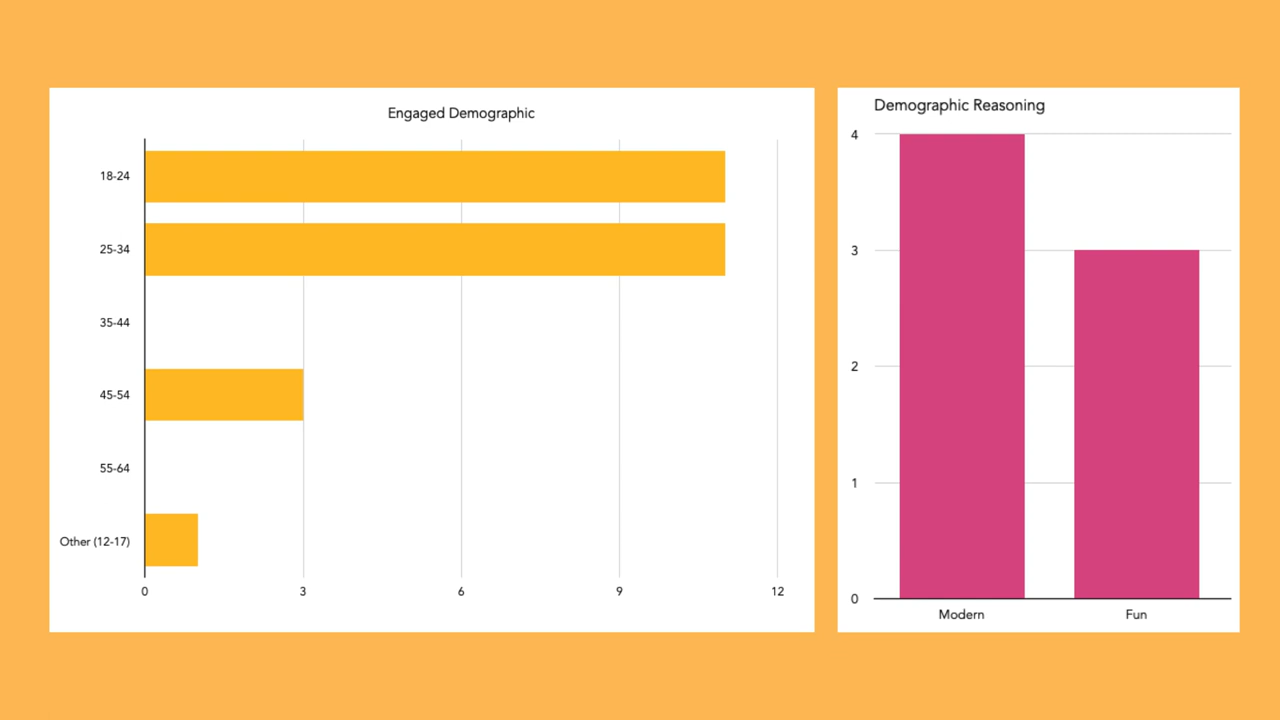 Engaged Demographic
18-24
25-34
35-44
45-54
55-64
Other (12-17)
0 3 6 9 12
Demographic Reasoning
4
3
2
1
0
Modern Fun